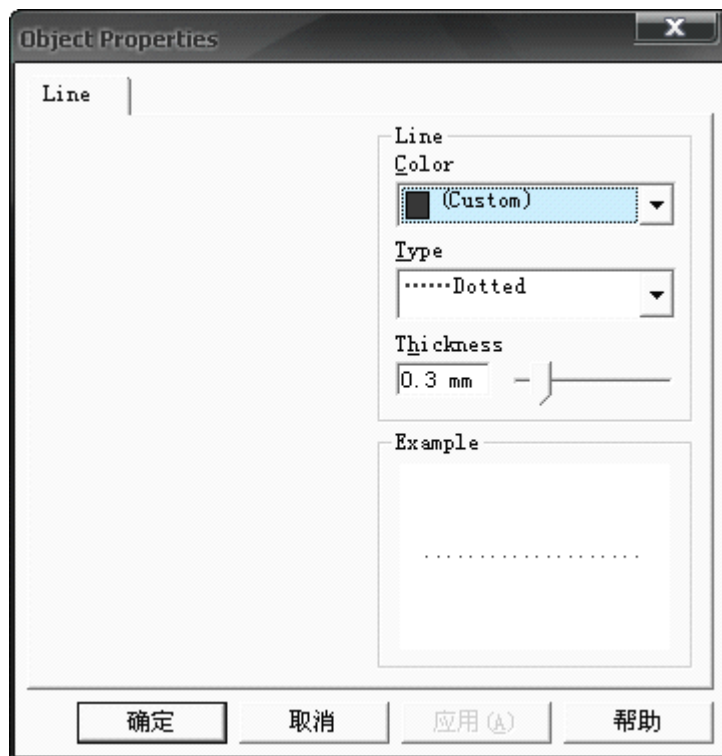 Object Properties
X
Line
Line
Color
(Custom)
Type
Dotted
Thickness
0.3 mm
Example
确定
取消
应用(A)
帮助